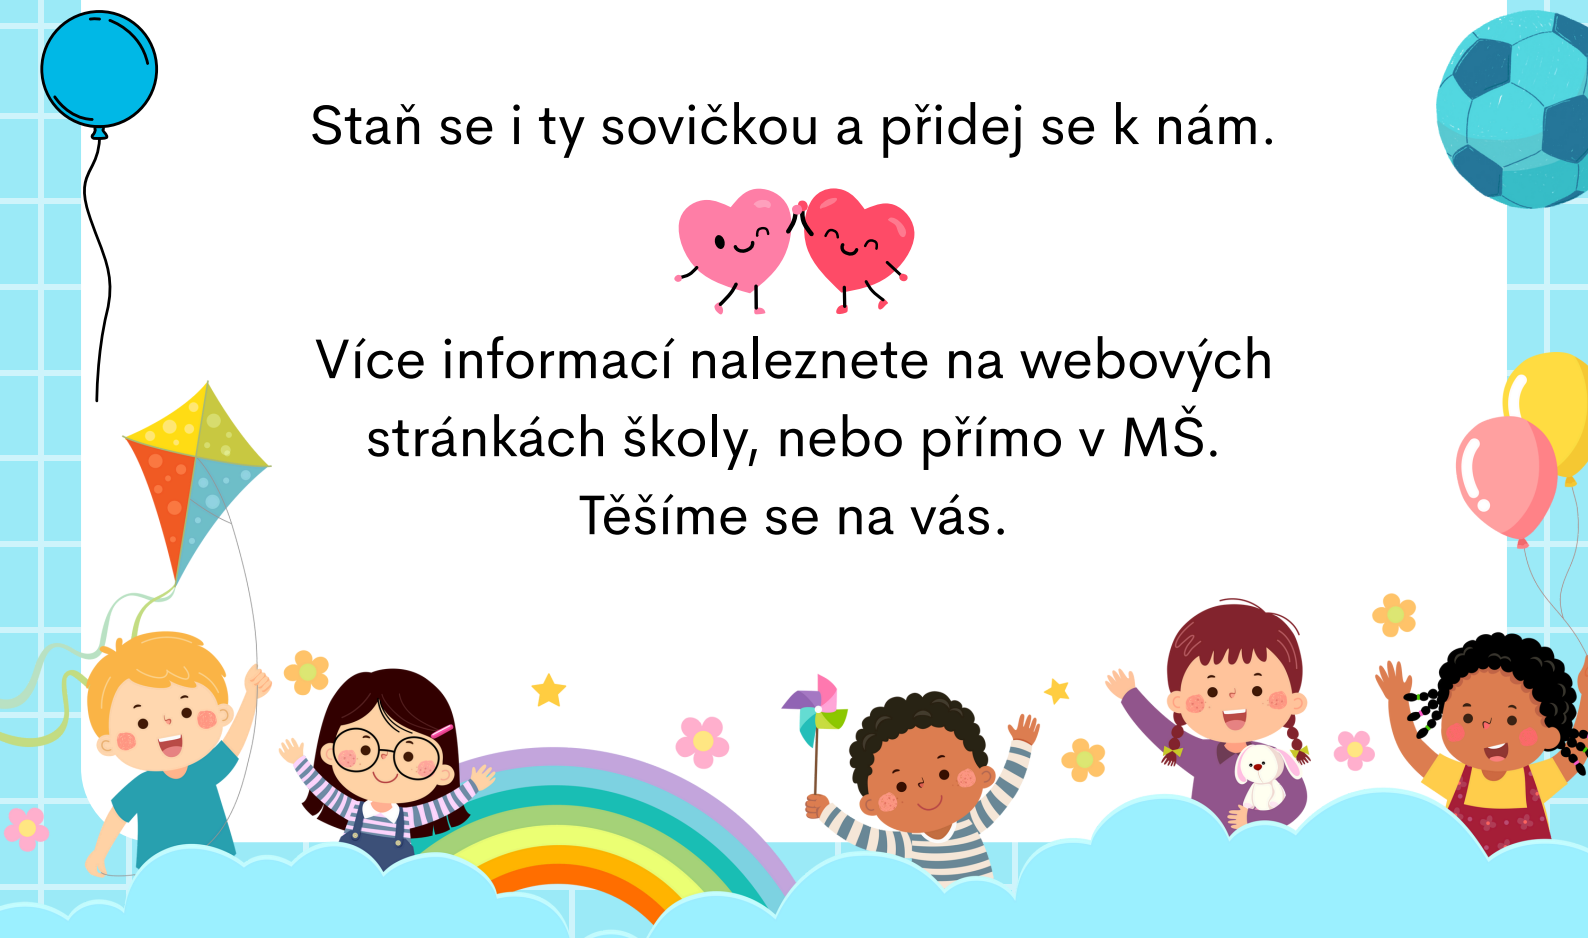 Staň se i ty sovičkou a přidej se k nám.
Více informací naleznete na webových
stránkách školy, nebo přímo v MŠ.
Těšíme se na vás.